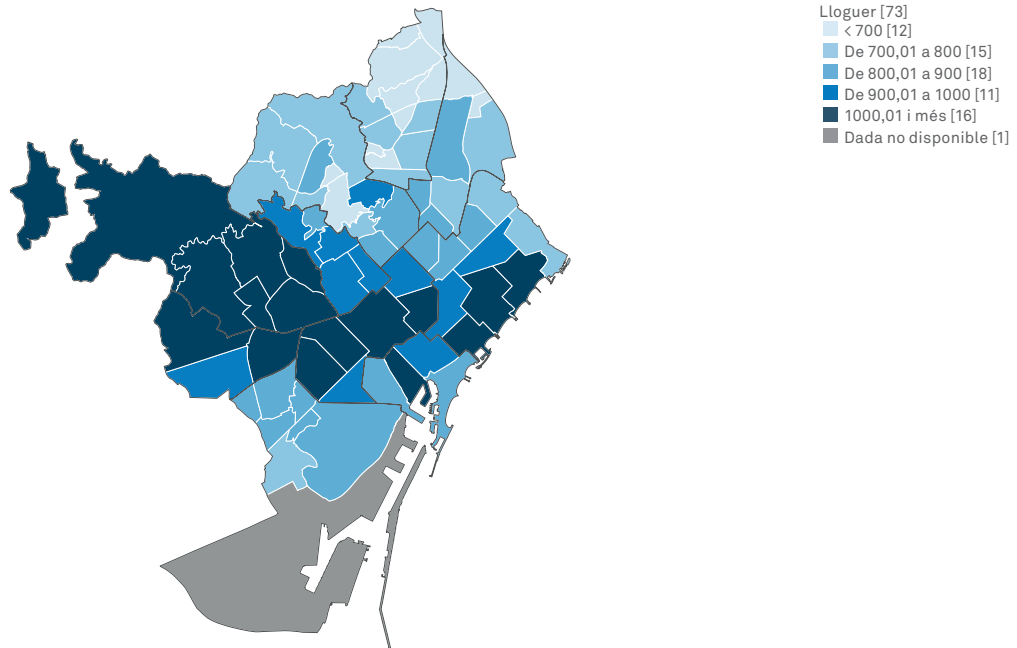 Lloguer [73]
< 700 [12]
De 700,01 a 800 [15]
De 800,01 a 900 [18]
De 900,01 a 1000 [11]
1000,01 i més [16]
Dada no disponible [1]